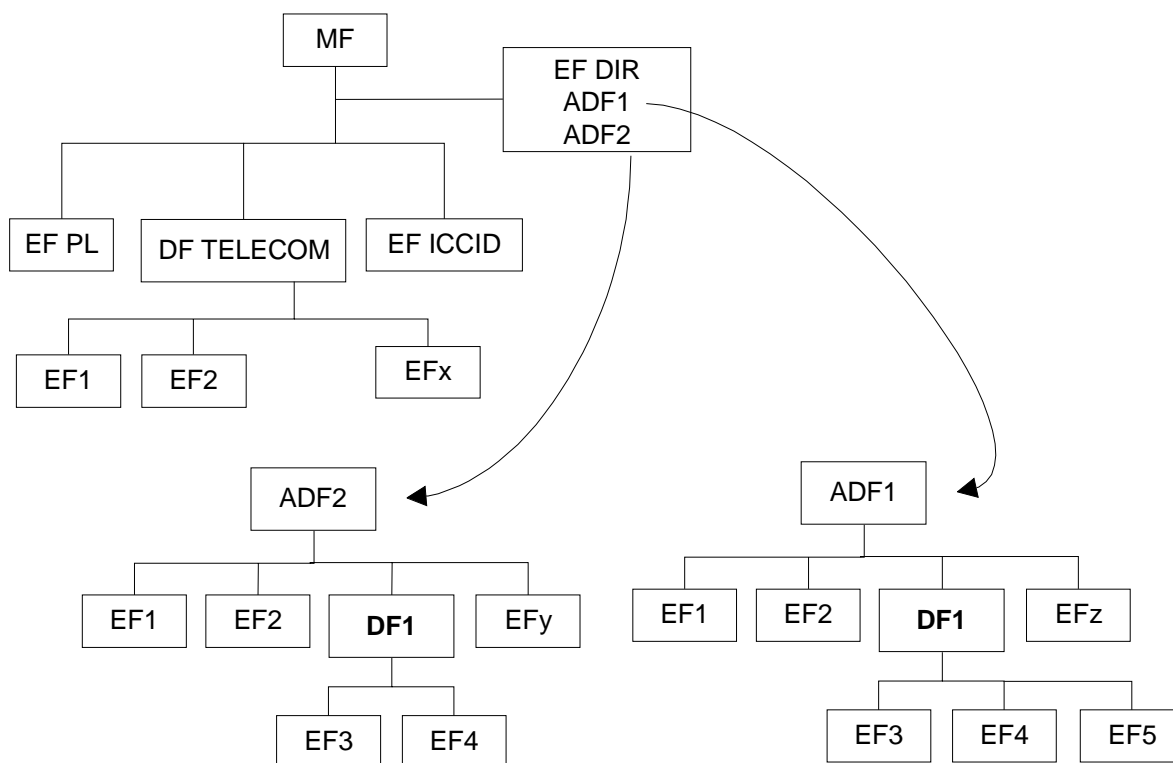 MF
EF DIR
ADF1
ADF2
EF PL
DF TELECOM
EF ICCID
EF1
EF2
EFx
ADF2
ADF1
EF1
EF2
DF1
EFy
EF1
EF2
DF1
EFz
EF3
EF4
EF3
EF4
EF5